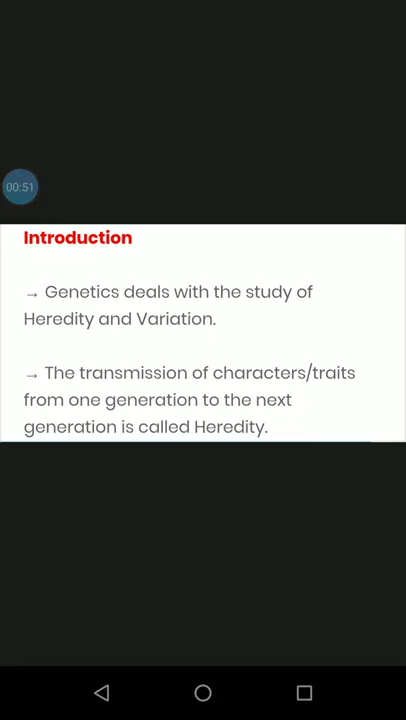 00:51
Introduction
→ Genetics deals with the study of
Heredity and Variation.
→ The transmission of characters/traits
from one generation to the next
generation is called Heredity.